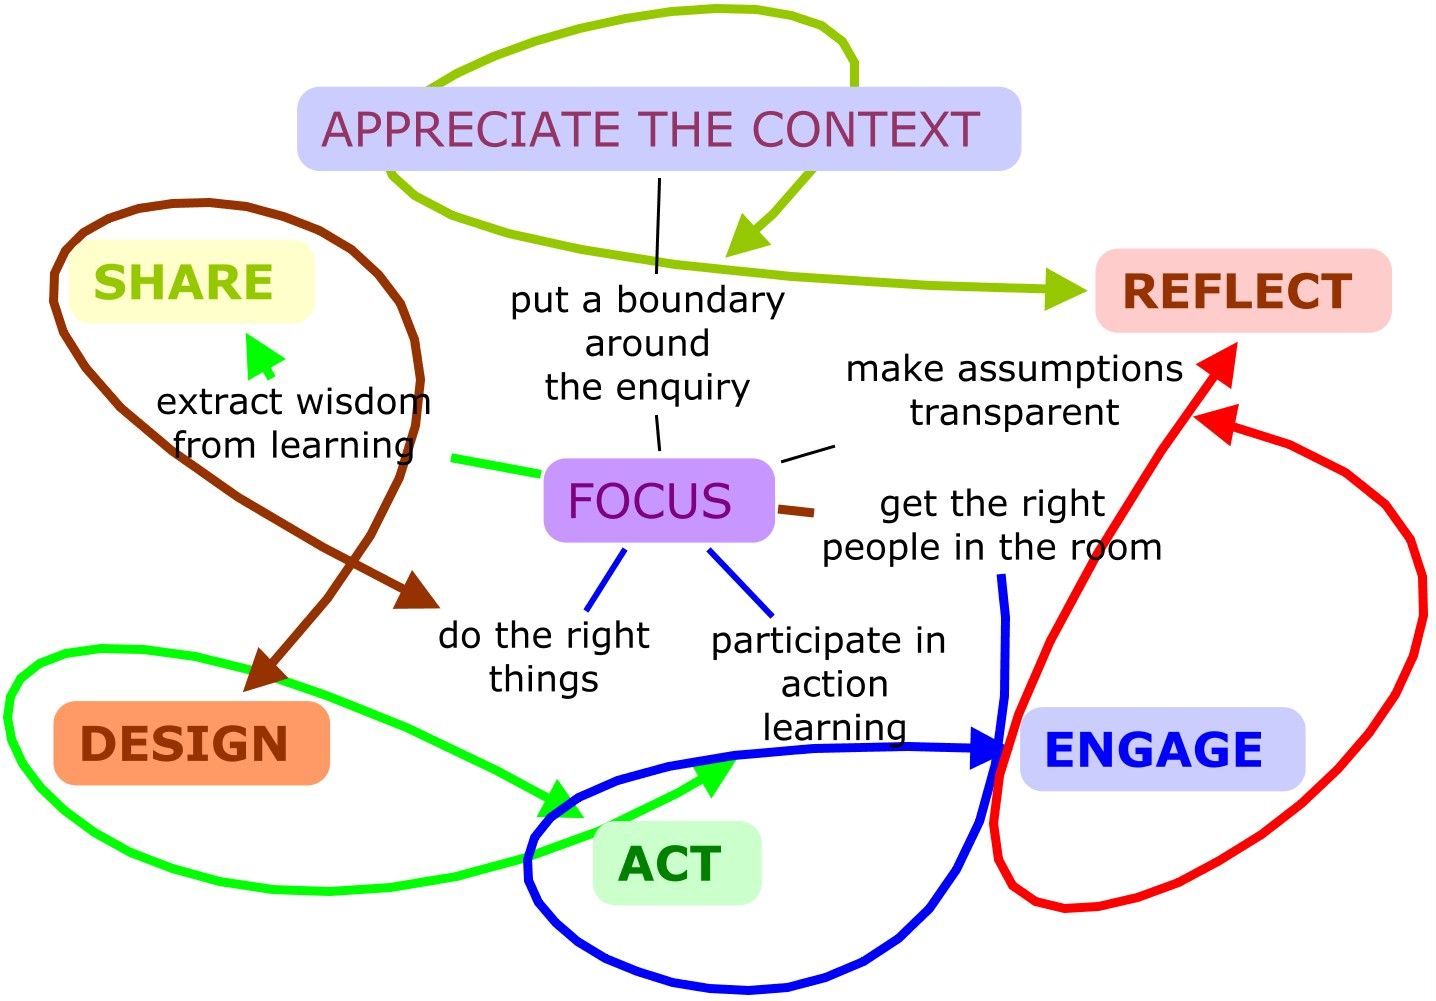 APPRECIATE THE CONTEXT
SHARE
REFLECT
put a boundary
around
the enquiry
make assumptions
transparent
extract wisdom
from learning
FOCUS
get the right
people in the room
do the right
things
participate in
action
learning
DESIGN
ENGAGE
ACT